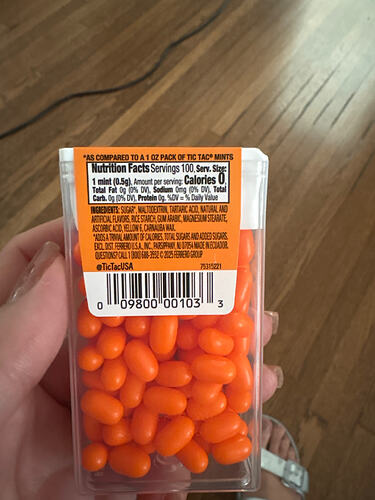 *AS COMPARED TO A 1 OZ PACK OF TIC TAC® MINTS
Nutrition Facts Servings 100, Serv. Size:
1 mint (0.5g), Amount per serving: Calories 0,
Total Fat 0g (0% DV), Sodium 0mg (0% DV), Total
Carb. 0g (0% DV), Protein 0g. %DV = % Daily Value
INGREDIENTS: SUGAR*, MALTODEXTRIN, TARTARIC ACID, NATURAL AND
ARTIFICIAL FLAVORS, RICE STARCH, GUM ARABIC, MAGNESIUM STEARATE,
ASCORBIC ACID, YELLOW 6, CARNAUBA WAX.
*ADDS A TRIVIAL AMOUNT OF CALORIES, TOTAL SUGARS AND ADDED SUGARS.
EXCL. DIST. FERRERO U.S.A., INC., PARSIPPANY, NJ 07054 MADE IN ECUADOR.
QUESTIONS? CALL 1 (800) 688-3552 © 2025 FERRERO GROUP
@TicTacUSA 75315221
0 09800 00103 3